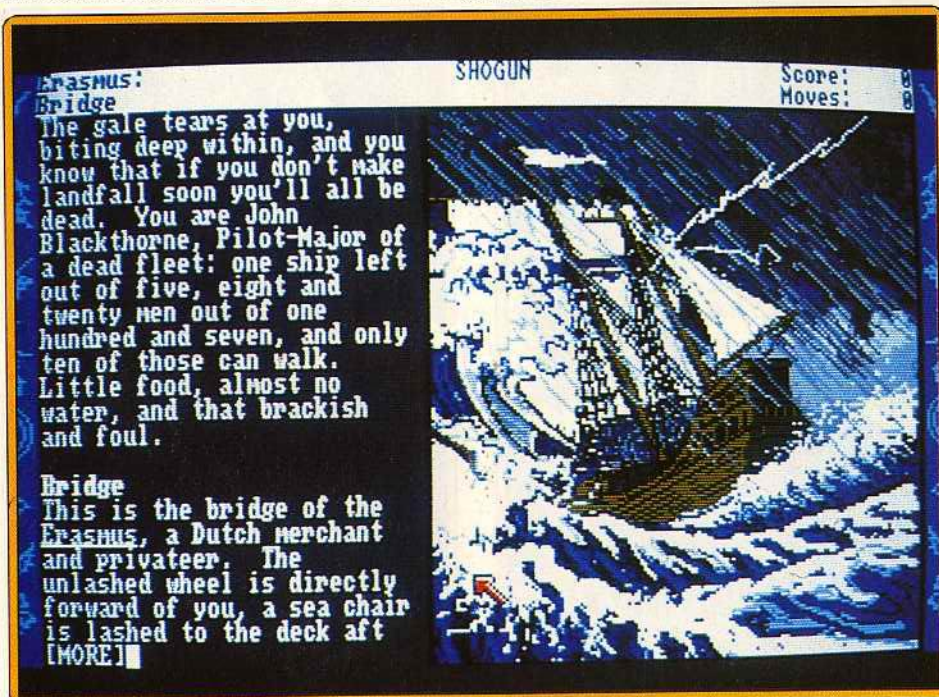 Erasmus: SHOGUN Score: 0
Bridge Moves: 0
The gale tears at you,
biting deep within, and you
know that if you don't make
landfall soon you'll all be
dead. You are John
Blackthorne, Pilot-Major of
a dead fleet: one ship left
out of five, eight and
twenty men out of one
hundred and seven, and only
ten of those can walk.
Little food, almost no
water, and that brackish
and foul.
Bridge
This is the bridge of the
Erasmus, a Dutch merchant
and privateer. The
unlashed wheel is directly
forward of you, a sea chair
is lashed to the deck aft
[MORE]